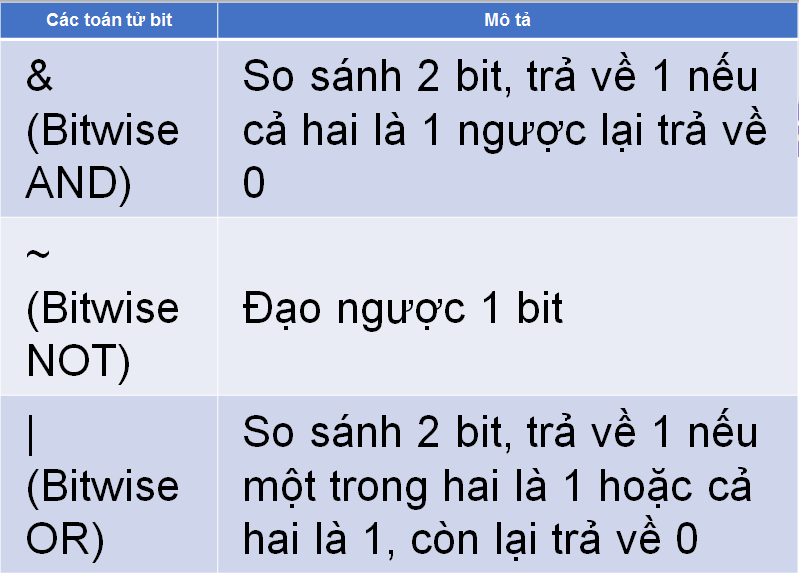 Các toán tử bit
Mô tả
&
(Bitwise
AND)
So sánh 2 bit, trả về 1 nếu
cả hai là 1 ngược lại trả về
0
~
(Bitwise
NOT)
Đạo ngược 1 bit
|
(Bitwise
OR)
So sánh 2 bit, trả về 1 nếu
một trong hai là 1 hoặc cả
hai là 1, còn lại trả về 0